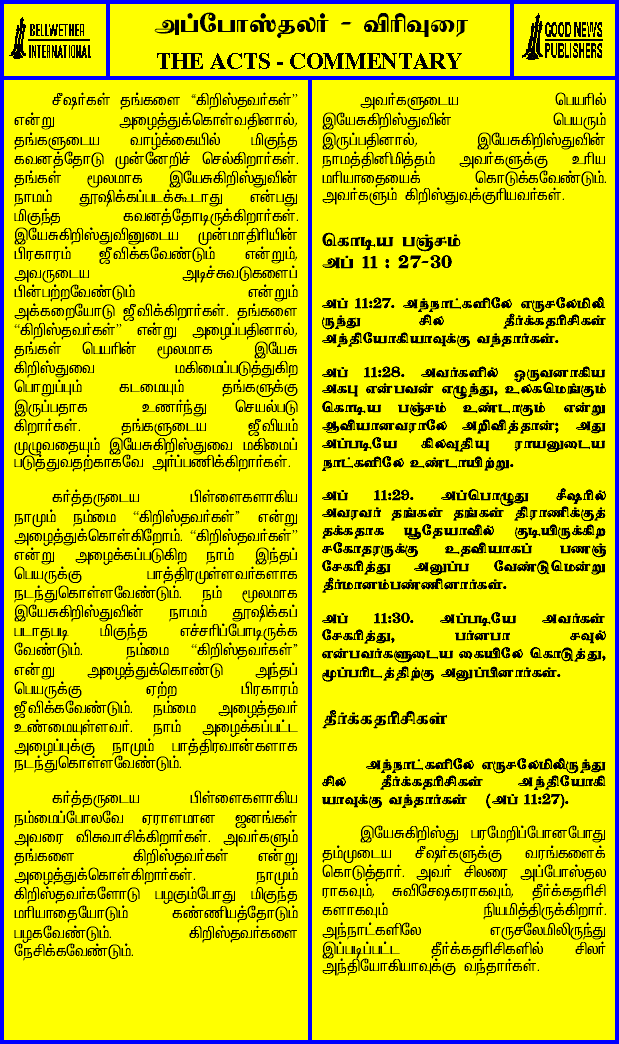 BELLWETHER
INTERNATIONAL
அப்போஸ்தலர் - விரிவுரை
THE ACTS - COMMENTARY
GOOD NEWS
PUBLISHERS
சீஷர்கள் தங்களை “கிறிஸ்தவர்கள்”
என்று அழைத்துக்கொள்வதினால்,
தங்களுடைய வாழ்க்கையில் மிகுந்த
கவனத்தோடு முன்னேறிச் செல்கிறார்கள்.
தங்கள் மூலமாக இயேசுகிறிஸ்துவின்
நாமம் தூஷிக்கப்படக்கூடாது என்பது
மிகுந்த கவனத்தோடிருக்கிறார்கள்.
இயேசுகிறிஸ்துவினுடைய முன்மாதிரியின்
பிரகாரம் ஜீவிக்கவேண்டும் என்றும்,
அவருடைய அடிச்சுவடுகளைப்
பின்பற்றவேண்டும் என்றும்
அக்கறையோடு ஜீவிக்கிறார்கள். தங்களை
“கிறிஸ்தவர்கள்” என்று அழைப்பதினால்,
தங்கள் பெயரின் மூலமாக இயேசு
கிறிஸ்துவை மகிமைப்படுத்துகிற
பொறுப்பும் கடமையும் தங்களுக்கு
இருப்பதாக உணர்ந்து செயல்படு
கிறார்கள். தங்களுடைய ஜீவியம்
முழுவதையும் இயேசுகிறிஸ்துவை மகிமைப்
படுத்துவதற்காகவே அர்ப்பணிக்கிறார்கள்.
கர்த்தருடைய பிள்ளைகளாகிய
நாமும் நம்மை “கிறிஸ்தவர்கள்” என்று
அழைத்துக்கொள்கிறோம். “கிறிஸ்தவர்கள்”
என்று அழைக்கப்படுகிற நாம் இந்தப்
பெயருக்கு பாத்திரமுள்ளவர்களாக
நடந்துகொள்ளவேண்டும். நம் மூலமாக
இயேசுகிறிஸ்துவின் நாமம் தூஷிக்கப்
படாதபடி மிகுந்த எச்சரிப்போடிருக்க
வேண்டும். நம்மை “கிறிஸ்தவர்கள்”
என்று அழைத்துக்கொண்டு அந்தப்
பெயருக்கு ஏற்ற பிரகாரம்
ஜீவிக்கவேண்டும். நம்மை அழைத்தவர்
உண்மையுள்ளவர். நாம் அழைக்கப்பட்ட
அழைப்புக்கு நாமும் பாத்திரவான்களாக
நடந்துகொள்ளவேண்டும்.
கர்த்தருடைய பிள்ளைகளாகிய
நம்மைப்போலவே ஏராளமான ஜனங்கள்
அவரை விசுவாசிக்கிறார்கள். அவர்களும்
தங்களை கிறிஸ்தவர்கள் என்று
அழைத்துக்கொள்கிறார்கள். நாமும்
கிறிஸ்தவர்களோடு பழகும்போது மிகுந்த
மரியாதையோடும் கண்ணியத்தோடும்
பழகவேண்டும். கிறிஸ்தவர்களை
நேசிக்கவேண்டும்.
அவர்களுடைய பெயரில்
இயேசுகிறிஸ்துவின் பெயரும்
இருப்பதினால், இயேசுகிறிஸ்துவின்
நாமத்தினிமித்தம் அவர்களுக்கு உரிய
மரியாதையைக் கொடுக்கவேண்டும்.
அவர்களும் கிறிஸ்துவுக்குரியவர்கள்.
கொடிய பஞ்சம்
அப் 11 : 27-30
அப் 11:27. அந்நாட்களிலே எருசலேமிலி
ருந்து சில தீர்க்கதரிசிகள்
அந்தியோகியாவுக்கு வந்தார்கள்.
அப் 11:28. அவர்களில் ஒருவனாகிய
அகபு என்பவன் எழுந்து, உலகமெங்கும்
கொடிய பஞ்சம் உண்டாகும் என்று
ஆவியானவராலே அறிவித்தான்; அது
அப்படியே கிலவுதியு ராயனுடைய
நாட்களிலே உண்டாயிற்று.
அப் 11:29. அப்பொழுது சீஷரில்
அவரவர் தங்கள் தங்கள் திராணிக்குத்
தக்கதாக யூதேயாவில் குடியிருக்கிற
சகோதரருக்கு உதவியாகப் பணஞ்
சேகரித்து அனுப்ப வேண்டுமென்று
தீர்மானம்பண்ணினார்கள்.
அப் 11:30. அப்படியே அவர்கள்
சேகரித்து, பர்னபா சவுல்
என்பவர்களுடைய கையிலே கொடுத்து,
மூப்பரிடத்திற்கு அனுப்பினார்கள்.
தீர்க்கதரிசிகள்
அந்நாட்களிலே எருசலேமிலிருந்து
சில தீர்க்கதரிசிகள் அந்தியோகி
யாவுக்கு வந்தார்கள் (அப் 11:27).
இயேசுகிறிஸ்து பரமேறிப்போனபோது
தம்முடைய சீஷர்களுக்கு வரங்களைக்
கொடுத்தார். அவர் சிலரை அப்போஸ்தல
ராகவும், சுவிசேஷகராகவும், தீர்க்கதரிசி
களாகவும் நியமித்திருக்கிறார்.
அந்நாட்களிலே எருசலேமிலிருந்து
இப்படிப்பட்ட தீர்க்கதரிசிகளில் சிலர்
அந்தியோகியாவுக்கு வந்தார்கள்.